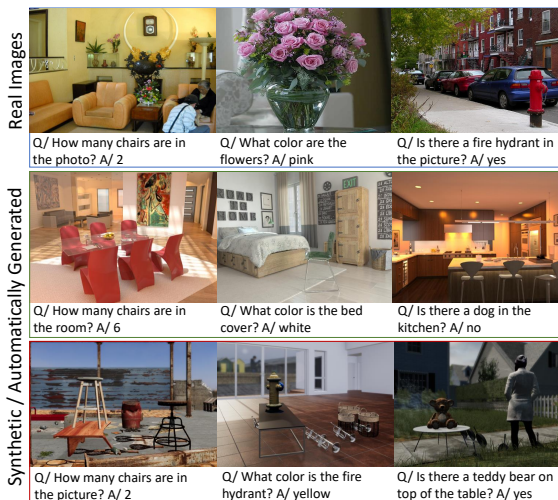 Real Images
Q/ How many chairs are in
the photo? A/ 2
Q/ What color are the
flowers? A/ pink
Q/ Is there a fire hydrant in
the picture? A/ yes
Synthetic / Automatically Generated
EXIT
Q/ How many chairs are in
the room? A/ 6
Q/ What color is the bed
cover? A/ white
Q/ Is there a dog in the
kitchen? A/ no
Q/ How many chairs are in
the picture? A/ 2
Q/ What color is the fire
hydrant? A/ yellow
Q/ Is there a teddy bear on
top of the table? A/ yes